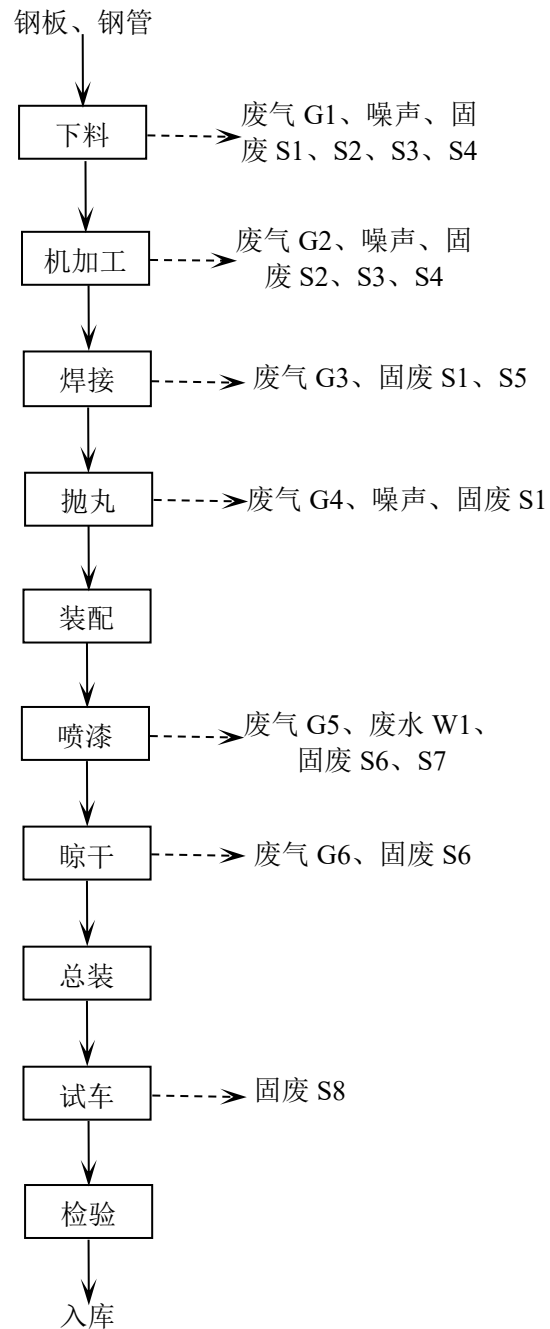 钢板、钢管
下料
废气 G1、噪声、固
废 S1、S2、S3、S4
机加工
废气 G2、噪声、固
废 S2、S3、S4
焊接
废气 G3、固废 S1、S5
抛丸
废气 G4、噪声、固废 S1
装配
喷漆
废气 G5、废水 W1、
固废 S6、S7
晾干
废气 G6、固废 S6
总装
试车
固废 S8
检验
入库